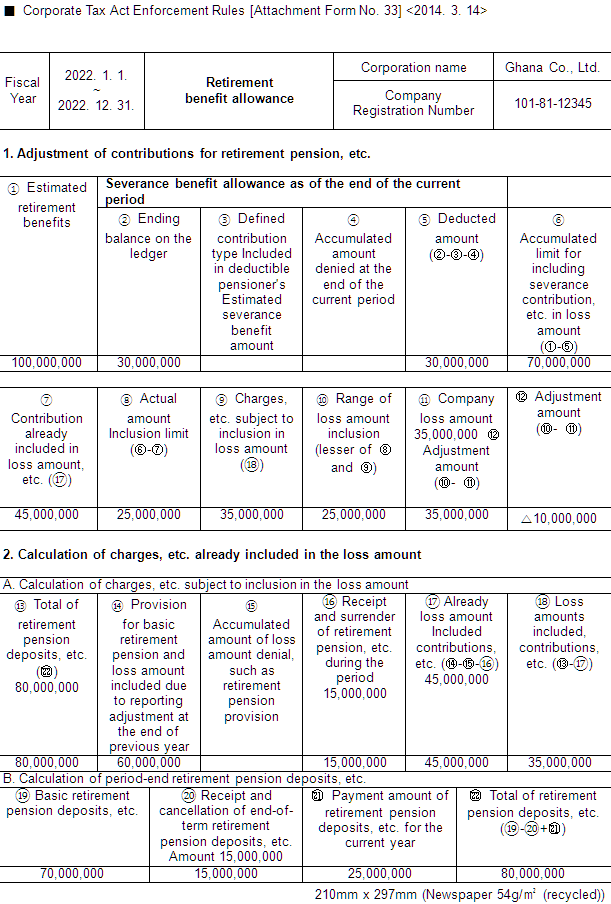 ■ Corporate Tax Act Enforcement Rules [Attachment Form No. 33] <2014. 3. 14>
Fiscal
Year
2022. 1. 1.
~
2022. 12. 31.
Retirement
benefit allowance
Corporation name
Ghana Co., Ltd.
Company
Registration Number
101-81-12345
1. Adjustment of contributions for retirement pension, etc.
① Estimated
retirement
benefits
Severance benefit allowance as of the end of the current
period
② Ending
balance on the
ledger
③ Defined
contribution
type Included
in deductible
pensioner's
Estimated
severance
benefit
amount
④
Accumulated
amount
denied at the
end of the
current period
⑤ Deducted
amount
(②-③-④)
⑥
Accumulated
limit for
including
severance
contribution,
etc. in loss
amount
(①-⑤)
100,000,000 30,000,000 30,000,000 70,000,000
⑦
Contribution
already
included in
loss amount,
etc. (⑰)
⑧ Actual
amount
Inclusion limit
(⑥-⑦)
⑨ Charges,
etc. subject to
inclusion in
loss amount
(⑱)
⑩ Range of
loss amount
inclusion
(lesser of ⑧
and ⑨)
⑪ Company
loss amount
35,000,000 ⑫
Adjustment
amount
(⑩- ⑪)
⑫ Adjustment
amount
(⑩- ⑪)
45,000,000 25,000,000 35,000,000 25,000,000 35,000,000 △10,000,000
2. Calculation of charges, etc. already included in the loss amount
A. Calculation of charges, etc. subject to inclusion in the loss amount
⑬ Total of
retirement
pension
deposits, etc.
(㉒)
80,000,000
⑭ Provision
for basic
retirement
pension and
loss amount
included due
to reporting
adjustment at
the end of
previous year
⑮
Accumulated
amount of loss
amount denial,
such as
retirement
pension
provision
⑯ Receipt
and surrender
of retirement
pension, etc.
during the
period
15,000,000
⑰ Already
loss amount
Included
contributions,
etc. (⑭-⑮-⑯)
45,000,000
⑱ Loss
amounts
included,
contributions,
etc. (⑬-⑰)
80,000,000 60,000,000 15,000,000 45,000,000 35,000,000
B. Calculation of period-end retirement pension deposits, etc.
⑲ Basic retirement
pension deposits, etc.
⑳ Receipt and
cancellation of end-of-
term retirement
pension deposits, etc.
Amount 15,000,000
㉑ Payment amount of
retirement pension
deposits, etc. for the
current year
㉒ Total of retirement
pension deposits, etc.
(⑲-⑳+㉑)
70,000,000 15,000,000 25,000,000 80,000,000
210mm x 297mm (Newspaper 54g/㎡ (recycled))